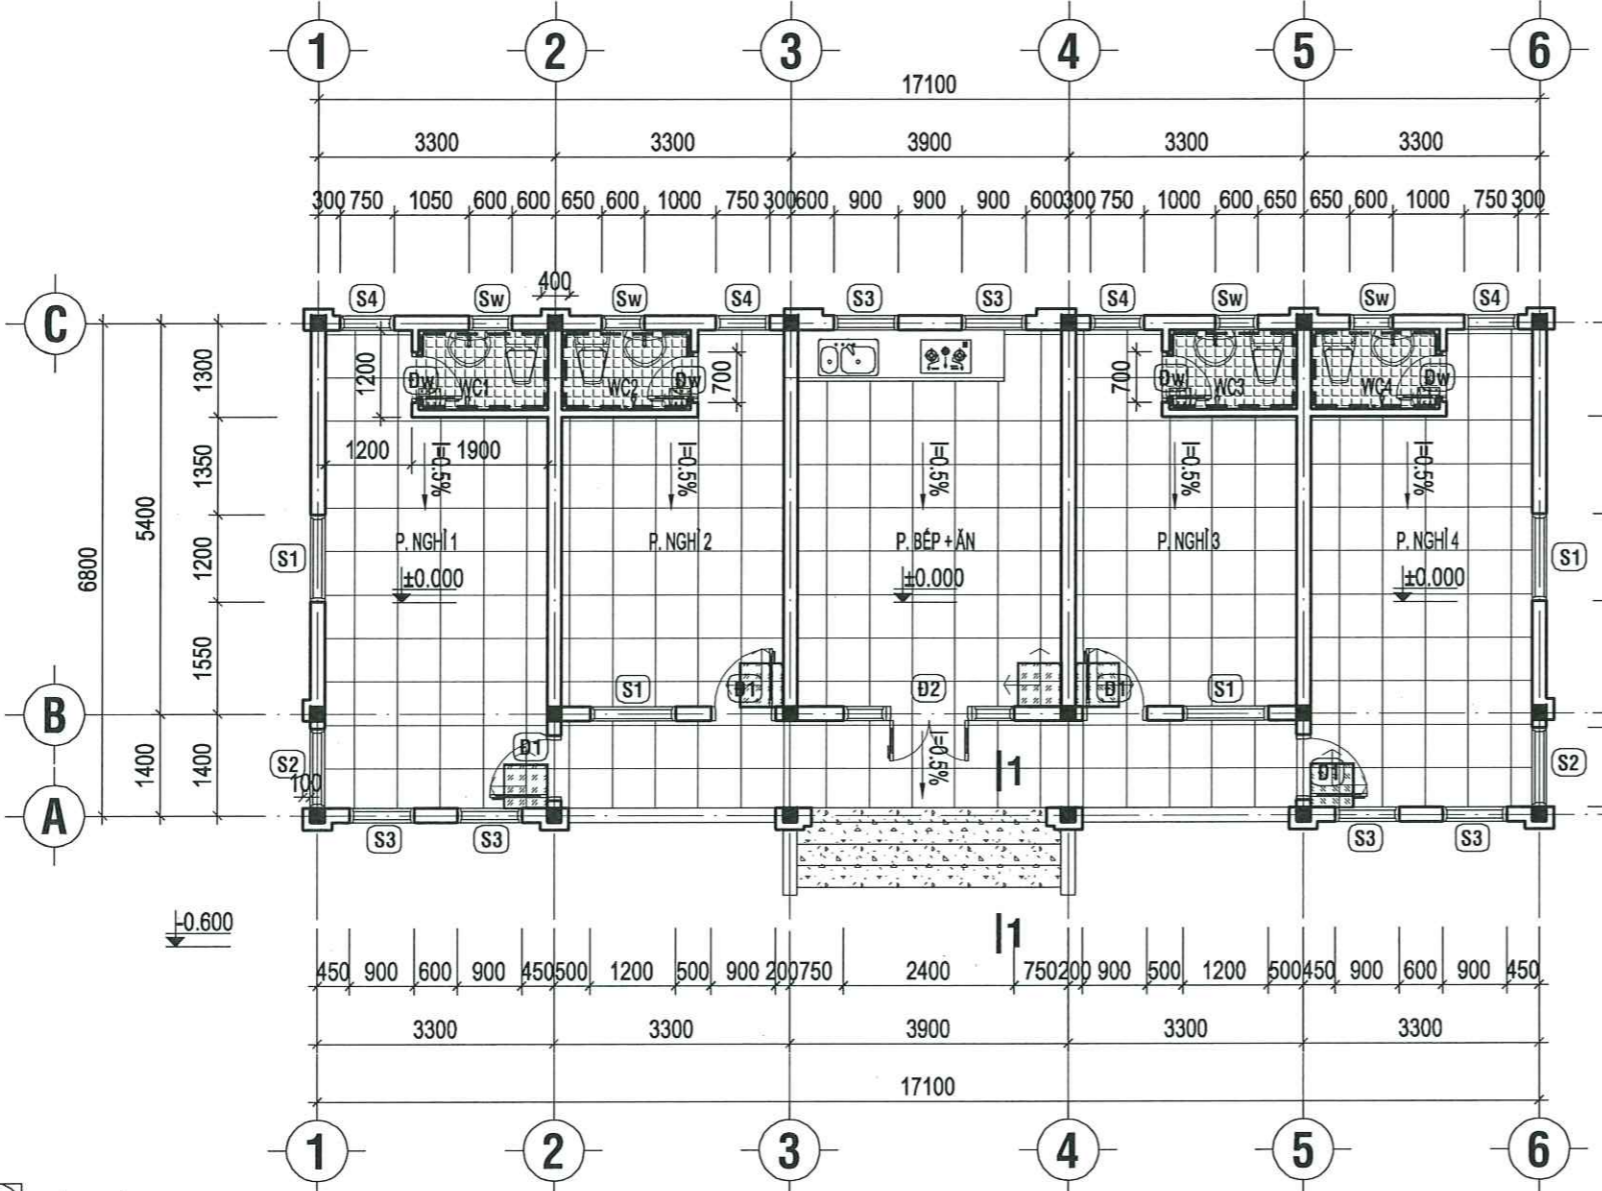 1 2 3 4 5 6
17100
3300 3300 3900 3300 3300
300 750 1050 600 600 650 600 1000 750 300 600 900 900 900 600 300 750 1000 600 650 650 600 1000 750 300
400
S4 Sw Sw S4 S3 S3 S4 Sw Sw S4
C
1300 1200 700 700
Đw WC1 WC2 Đw Đw WC3 WC4 Đw
1200 1900
1350
I=0.5% I=0.5% I=0.5% I=0.5% I=0.5%
5400
P. NGHỈ 1 P. NGHỈ 2 P. BẾP + ĂN P. NGHỈ 3 P. NGHỈ 4
S1 1200 S1
6800
±0.000 ±0.000 ±0.000
1550
S1 Đ1 Đ2 Đ1 S1
B
Đ1 I=0.5% 1 Đ1
1400 1400 S2 S2
100
A
S3 S3 S3 S3
-0.600
1
450 900 600 900 450 500 1200 500 900 200 750 2400 750 200 900 500 1200 500 450 900 600 900 450
3300 3300 3900 3300 3300
17100
1 2 3 4 5 6